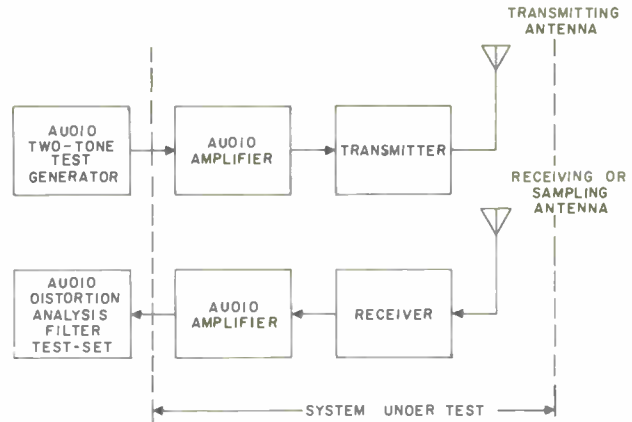 TRANSMITTING
ANTENNA
AUDIO
TWO-TONE
TEST
GENERATOR
AUDIO
AMPLIFIER
TRANSMITTER
RECEIVING OR
SAMPLING
ANTENNA
AUDIO
DISTORTION
ANALYSIS
FILTER
TEST-SET
AUDIO
AMPLIFIER
RECEIVER
SYSTEM UNDER TEST